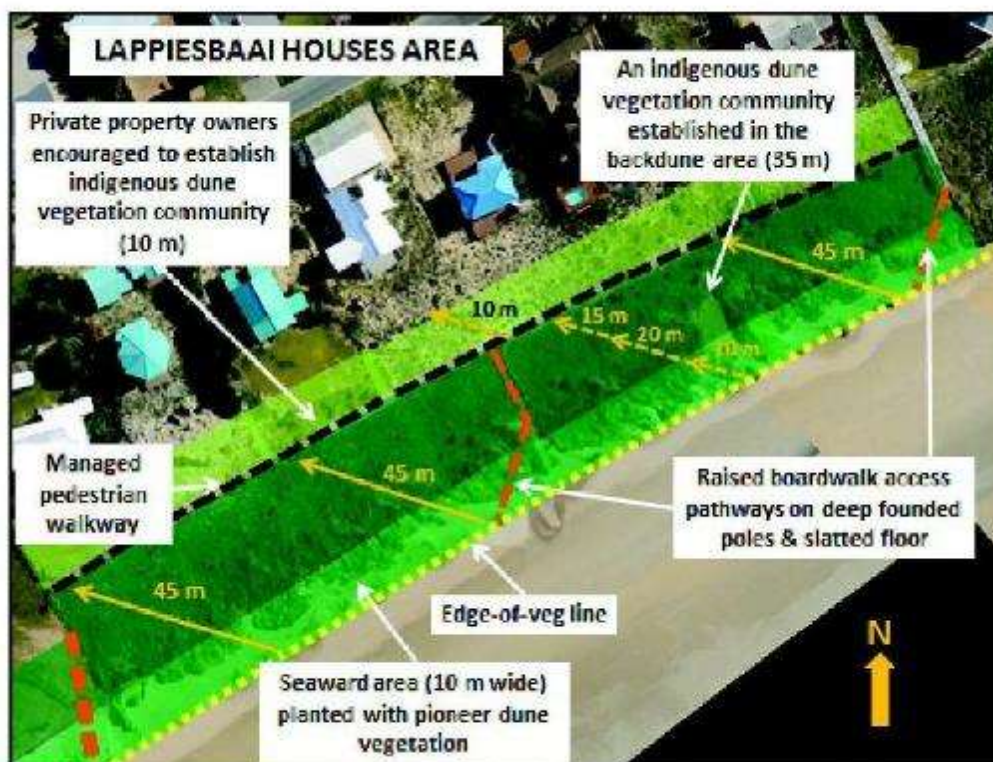 LAPPIESBAAI HOUSES AREA
An indigenous dune
vegetation community
established in the
backdune area (35 m)
Private property owners
encouraged to establish
indigenous dune
vegetation community
(10 m)
45 m
10 m
15 m
20 m
10 m
Managed
pedestrian
walkway
45 m
Raised boardwalk access
pathways on deep founded
poles & slatted floor
45 m
Edge-of-veg line
N
Seaward area (10 m wide)
planted with pioneer dune
vegetation